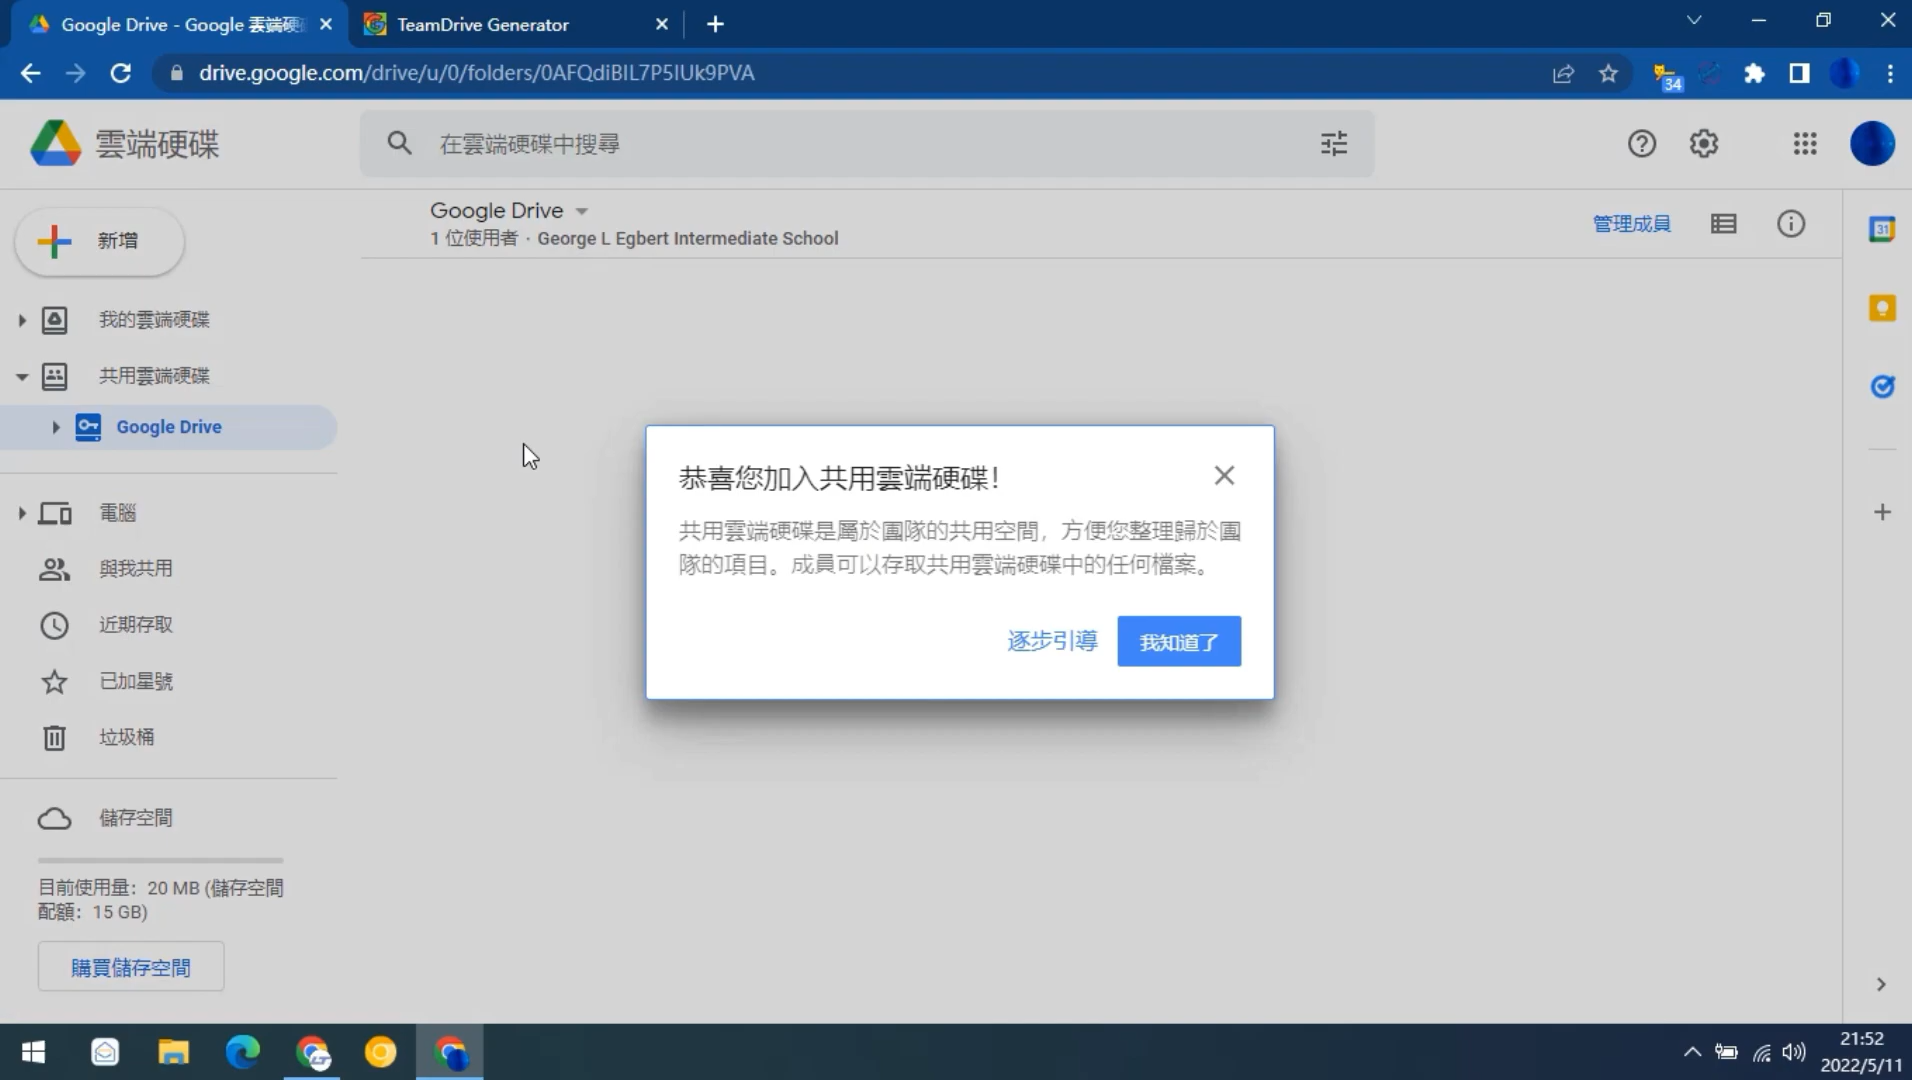 Google Drive - Google 雲端硬碟
TeamDrive Generator
drive.google.com/drive/u/0/folders/0AFQdiBIL7P5IUk9PVA
34
雲端硬碟
在雲端硬碟中搜尋
新增
Google Drive
1 位使用者 · George L Egbert Intermediate School
管理成員
31
我的雲端硬碟
共用雲端硬碟
Google Drive
電腦
與我共用
近期存取
已加星號
垃圾桶
儲存空間
目前使用量：20 MB (儲存空間
配額：15 GB)
購買儲存空間
恭喜您加入共用雲端硬碟！
共用雲端硬碟是屬於團隊的共用空間，方便您整理歸於團
隊的項目。成員可以存取共用雲端硬碟中的任何檔案。
逐步引導
我知道了
21:52
2022/5/11